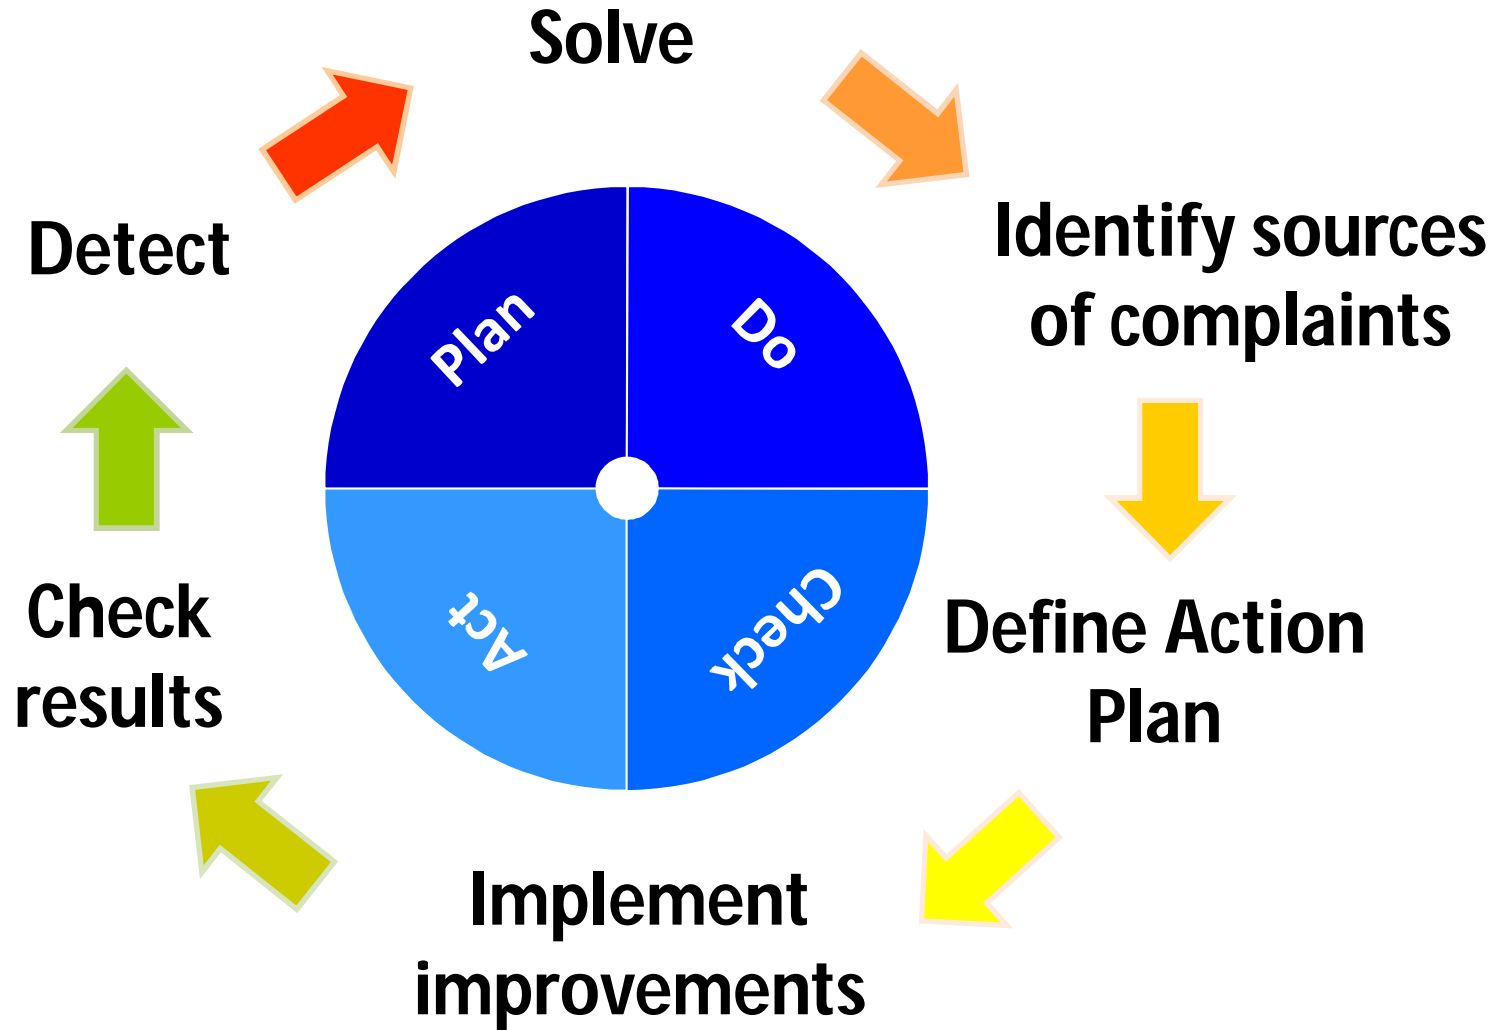 Solve
Detect
Identify sources
of complaints
Plan
Do
Act
Check
Check
results
Define Action
Plan
Implement
improvements